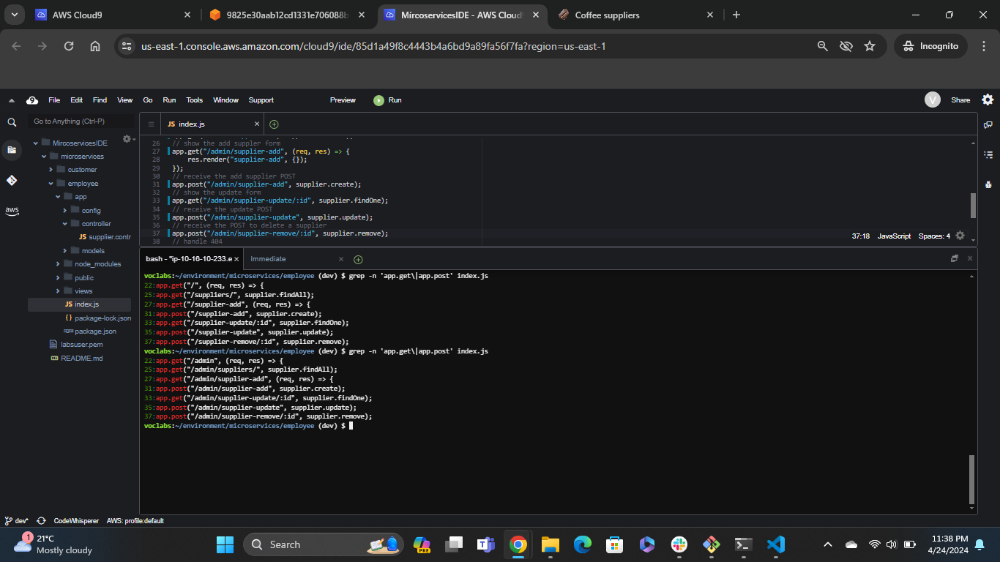 AWS Cloud9
9825e30aab12cd1331e706088b
MircoservicesIDE - AWS Cloud9
Coffee suppliers
us-east-1.console.aws.amazon.com/cloud9/ide/85d1a49f8c4443b4a6bd9a89fa56f7fa?region=us-east-1
Incognito
9 File Edit Find View Go Run Tools Window Support Preview Run
V Share
Go to Anything (Ctrl-P)
JS index.js
MircoservicesIDE
microservices
customer
employee
app
config
controller
JS supplier.contr
models
node_modules
public
views
JS index.js
package-lock.json
package.json
labsuser.pem
README.md
aws
26 // show the add suppler form
27 app.get("/admin/supplier-add", (req, res) => {
28 res.render("supplier-add", {});
29 });
30 // receive the add supplier POST
31 app.post("/admin/supplier-add", supplier.create);
32 // show the update form
33 app.get("/admin/supplier-update/:id", supplier.findOne);
34 // receive the update POST
35 app.post("/admin/supplier-update", supplier.update);
36 // receive the POST to delete a supplier
37 app.post("/admin/supplier-remove/:id", supplier.remove);
38 // handle 404
37:18 JavaScript Spaces: 4
bash - "ip-10-16-10-233.e
Immediate
voclabs:~/environment/microservices/employee (dev) $ grep -n 'app.get\|app.post' index.js
22:app.get("/", (req, res) => {
25:app.get("/suppliers/", supplier.findAll);
27:app.get("/supplier-add", (req, res) => {
31:app.post("/supplier-add", supplier.create);
33:app.get("/supplier-update/:id", supplier.findOne);
35:app.post("/supplier-update", supplier.update);
37:app.post("/supplier-remove/:id", supplier.remove);
voclabs:~/environment/microservices/employee (dev) $ grep -n 'app.get\|app.post' index.js
22:app.get("/admin", (req, res) => {
25:app.get("/admin/suppliers/", supplier.findAll);
27:app.get("/admin/supplier-add", (req, res) => {
31:app.post("/admin/supplier-add", supplier.create);
33:app.get("/admin/supplier-update/:id", supplier.findOne);
35:app.post("/admin/supplier-update", supplier.update);
37:app.post("/admin/supplier-remove/:id", supplier.remove);
voclabs:~/environment/microservices/employee (dev) $
dev* CodeWhisperer AWS: profile:default
1
21°C
Mostly cloudy
Search
PRE
11:38 PM
4/24/2024